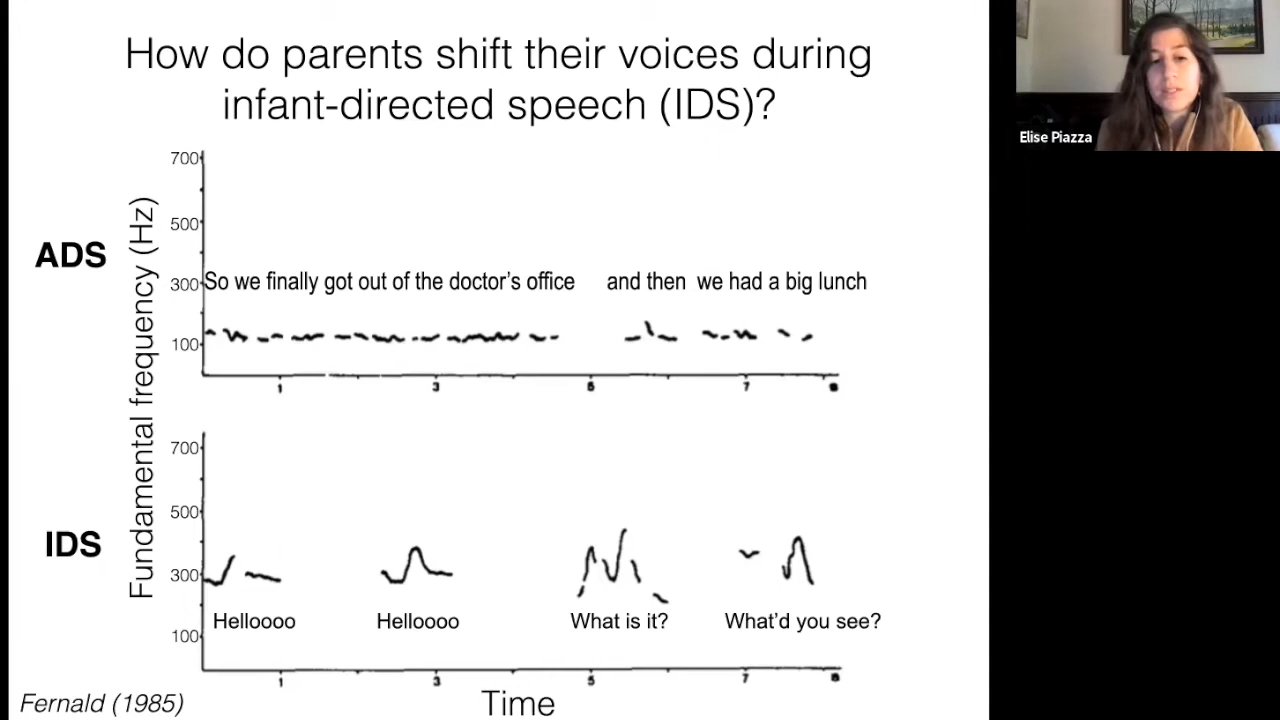 How do parents shift their voices during
infant-directed speech (IDS)?
Elise Piazza
ADS
Fundamental frequency (Hz)
700
500
300
100
So we finally got out of the doctor's office and then we had a big lunch
1 3 5 7 8
IDS
700
500
300
100
Helloooo Helloooo What is it? What'd you see?
1 3 5 7 8
Time
Fernald (1985)